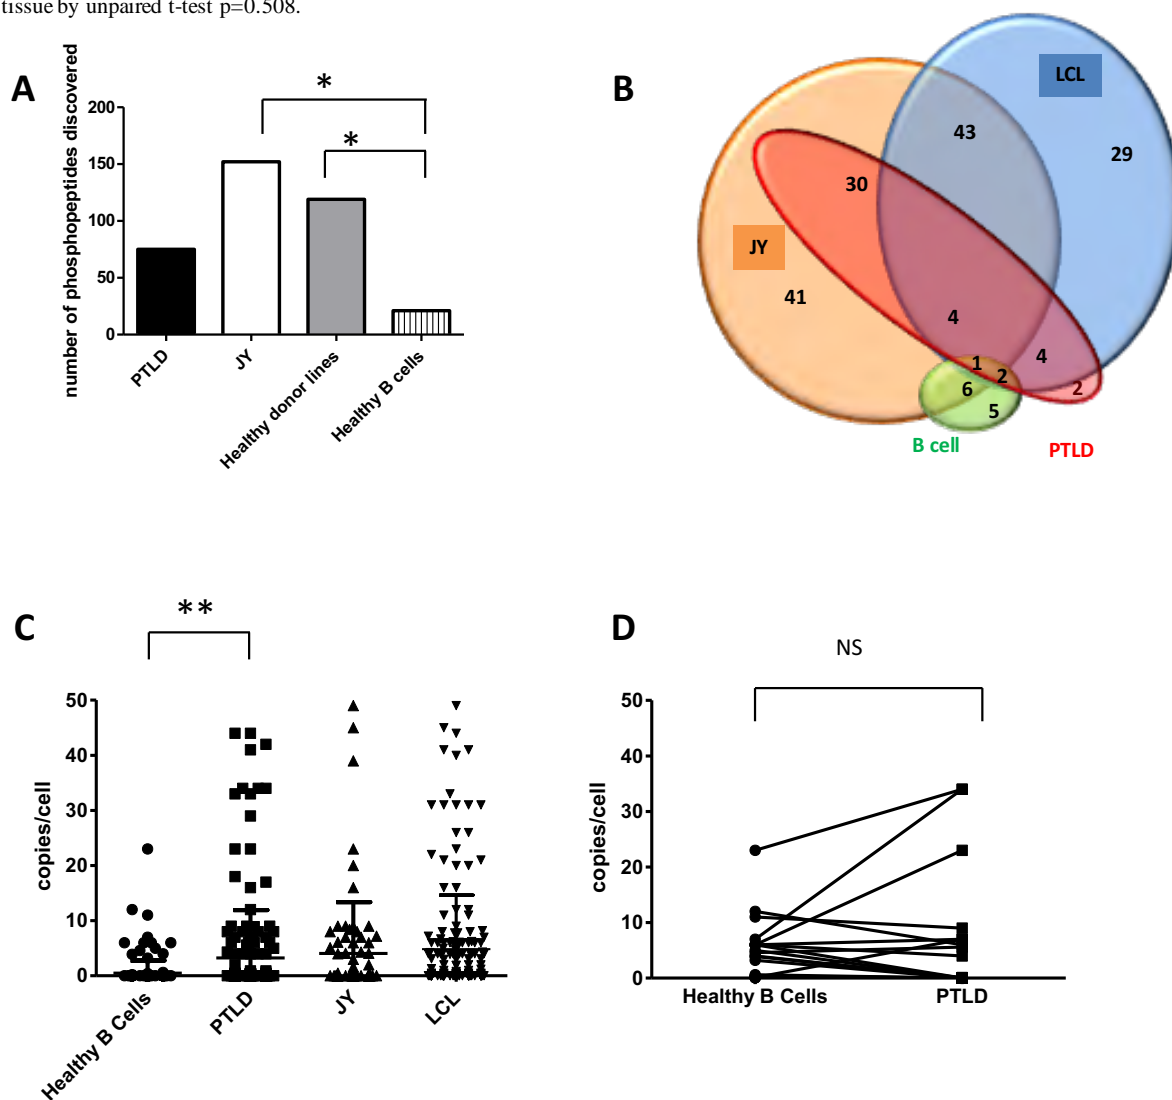 tissue by unpaired t-test p=0.508.
A
number of phosphopeptides discovered
200
150
100
50
0
*
*
PTLD
JY
Healthy donor lines
Healthy B cells
B
LCL
43
29
30
JY
41
4
4
1
2
2
6
5
B cell
PTLD
C
**
copies/cell
50
40
30
20
10
0
Healthy B Cells
PTLD
JY
LCL
D
NS
copies/cell
50
40
30
20
10
0
Healthy B Cells
PTLD